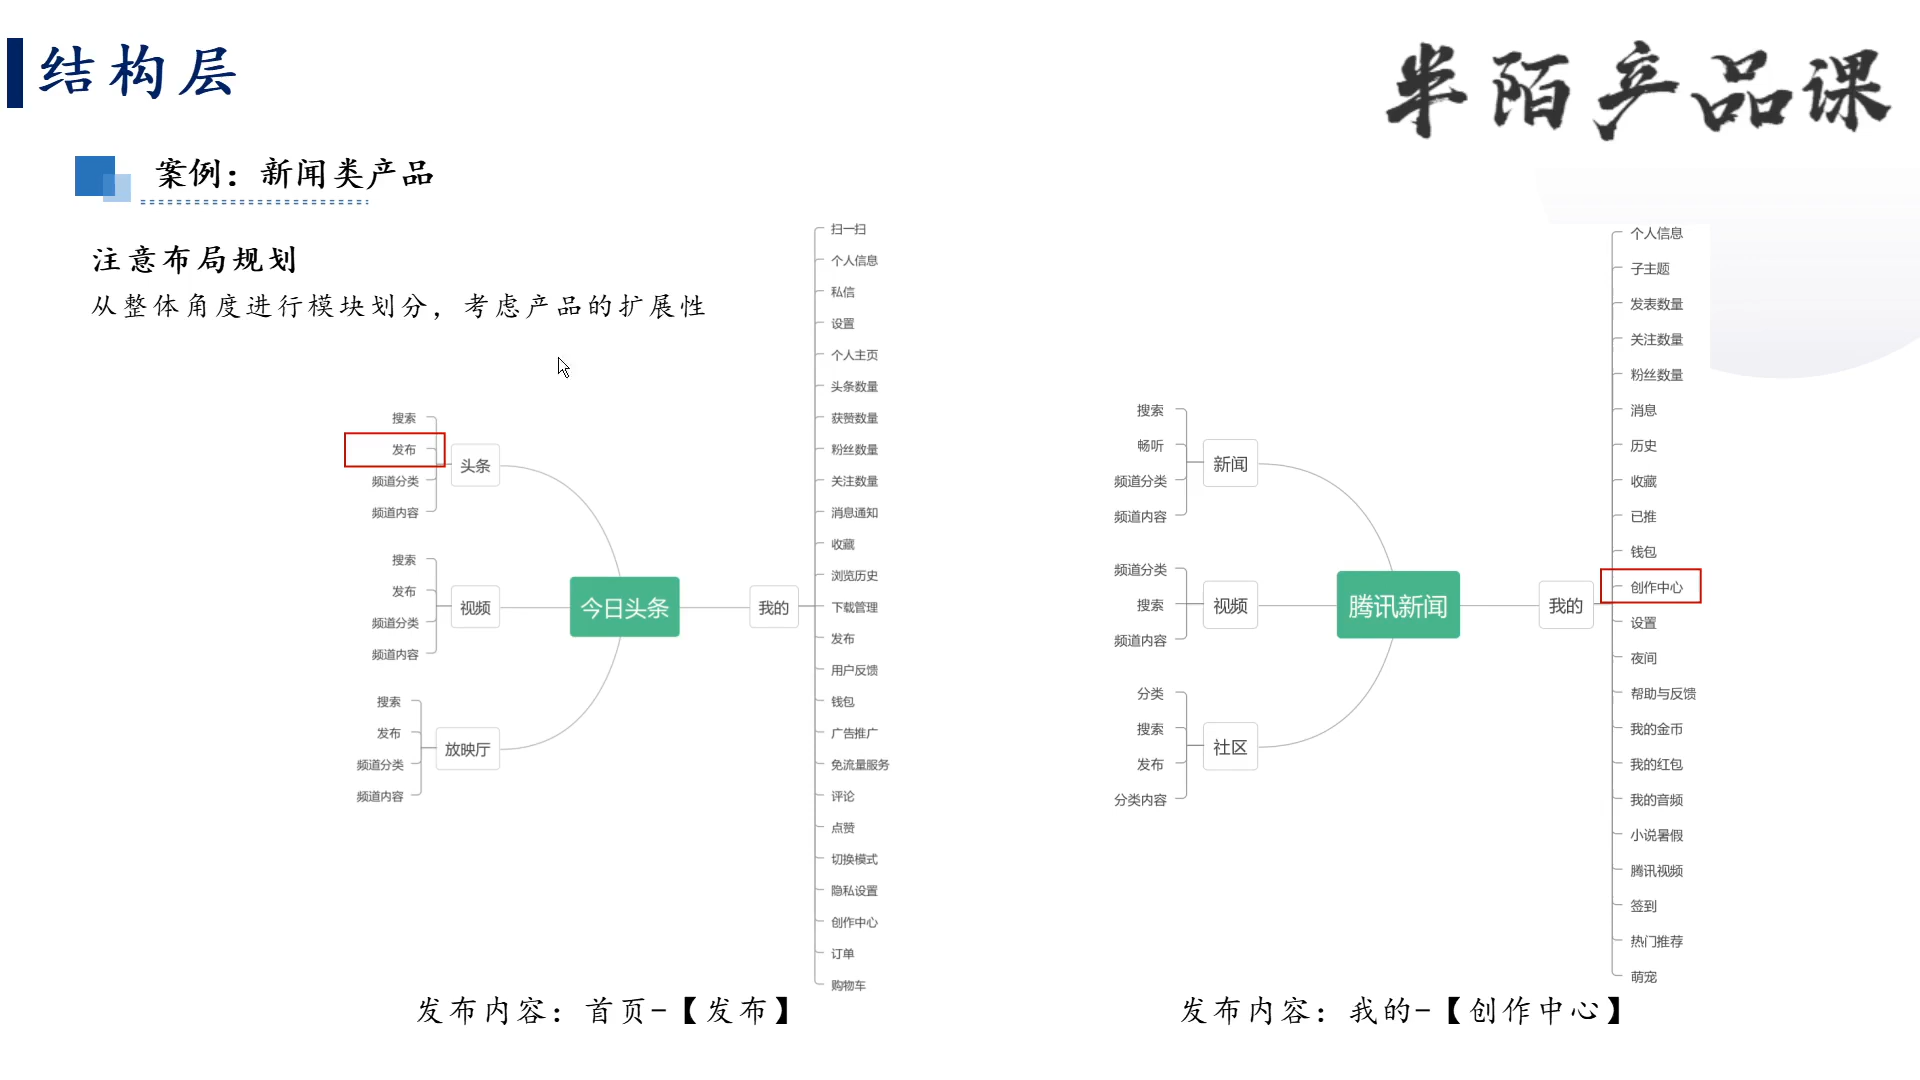 结构层
半陌产品课
案例：新闻类产品
注意布局规划
从整体角度进行模块划分，考虑产品的扩展性
搜索
发布
频道分类
频道内容
头条
搜索
发布
频道分类
频道内容
视频
搜索
发布
频道分类
频道内容
放映厅
今日头条
我的
扫一扫
个人信息
私信
设置
个人主页
头条数量
获赞数量
粉丝数量
关注数量
消息通知
收藏
浏览历史
下载管理
发布
用户反馈
钱包
广告推广
免流量服务
评论
点赞
切换模式
隐私设置
创作中心
订单
购物车
发布内容：首页-【发布】
搜索
畅听
频道分类
频道内容
新闻
频道分类
搜索
频道内容
视频
分类
搜索
发布
分类内容
社区
腾讯新闻
我的
个人信息
子主题
发表数量
关注数量
粉丝数量
消息
历史
收藏
已推
钱包
创作中心
设置
夜间
帮助与反馈
我的金币
我的红包
我的音频
小说暑假
腾讯视频
签到
热门推荐
萌宠
发布内容：我的-【创作中心】